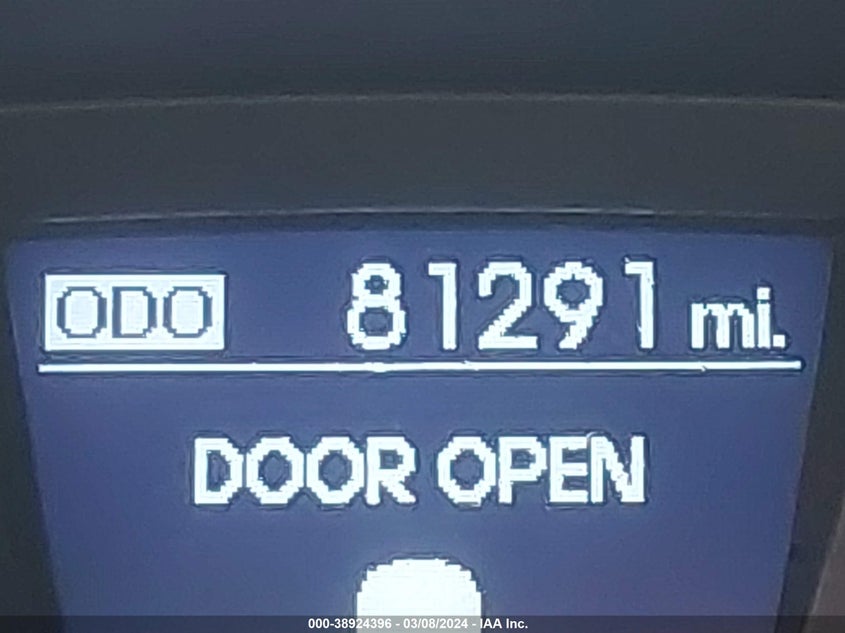 ODO 81291 mi.
DOOR OPEN
000-38924396 - 03/08/2024 - IAA Inc.